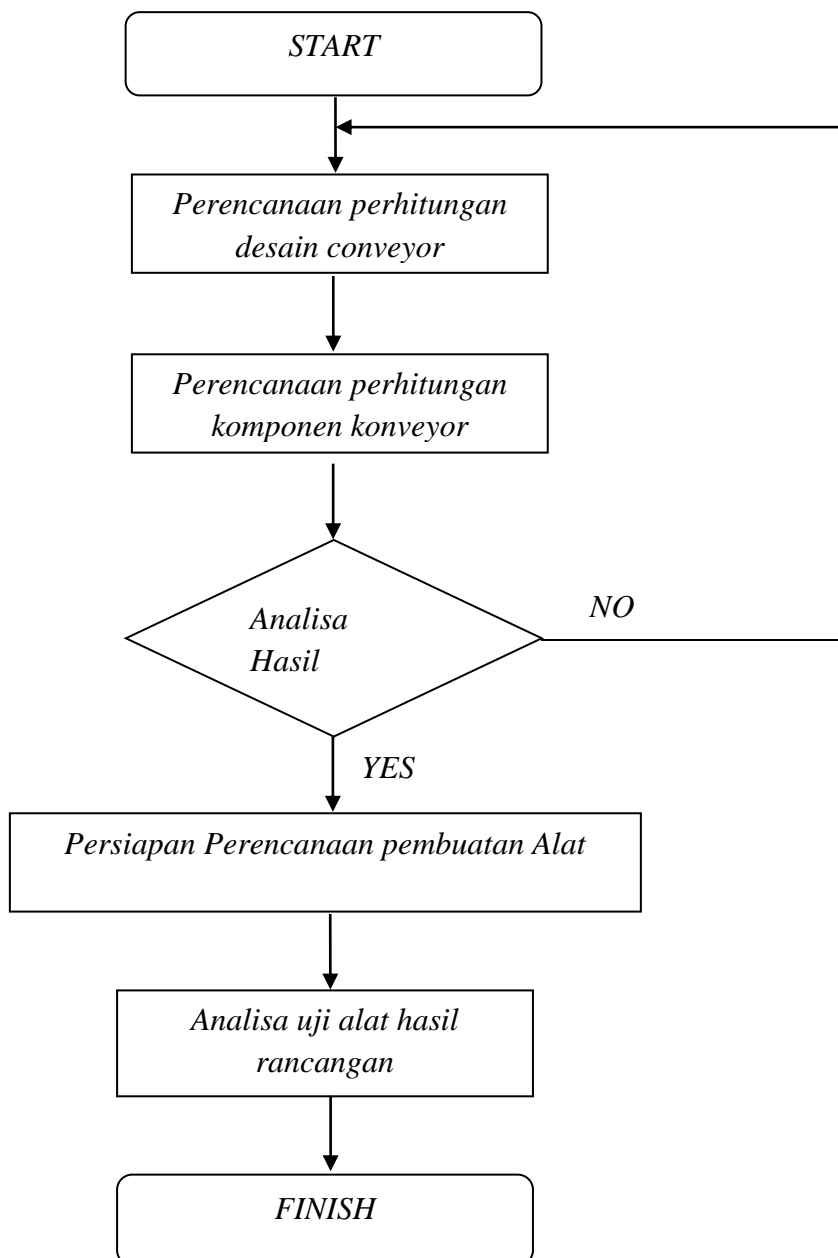 START
Perencanaan perhitungan
desain conveyor
Perencanaan perhitungan
komponen konveyor
Analisa
Hasil
NO
YES
Persiapan Perencanaan pembuatan Alat
Analisa uji alat hasil
rancangan
FINISH